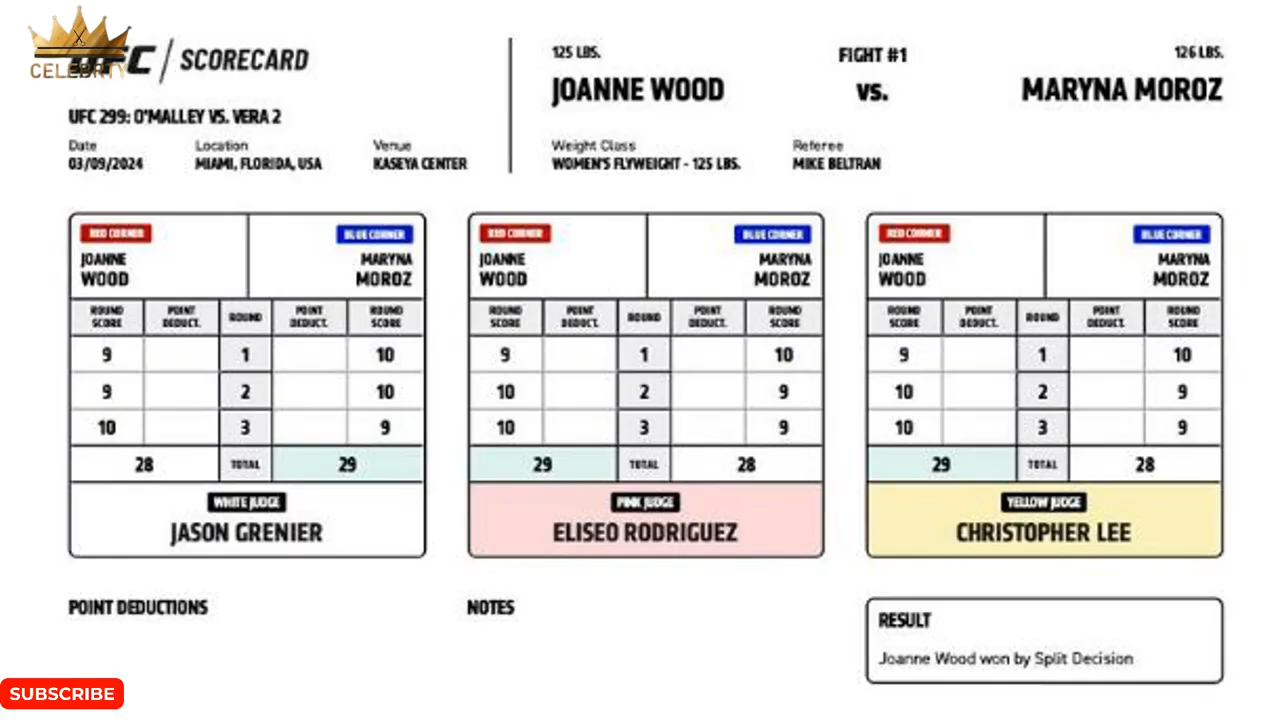 CELEBRTY
UFC / SCORECARD
UFC 299: O'MALLEY VS. VERA 2
Date Location Venue
03/09/2024 MIAMI, FLORIDA, USA KASEYA CENTER
125 LBS. FIGHT #1 126 LBS.
JOANNE WOOD VS. MARYNA MOROZ
Weight Class Referee
WOMEN'S FLYWEIGHT - 125 LBS. MIKE BELTRAN
RED CORNER BLUE CORNER
JOANNE MARYNA
WOOD MOROZ
ROUND SCORE POINT DEDUCT. ROUND POINT DEDUCT. ROUND SCORE
9 1 10
9 2 10
10 3 9
28 TOTAL 29
WHITE JUDGE
JASON GRENIER
RED CORNER BLUE CORNER
JOANNE MARYNA
WOOD MOROZ
ROUND SCORE POINT DEDUCT. ROUND POINT DEDUCT. ROUND SCORE
9 1 10
10 2 9
10 3 9
29 TOTAL 28
PINK JUDGE
ELISEO RODRIGUEZ
RED CORNER BLUE CORNER
JOANNE MARYNA
WOOD MOROZ
ROUND SCORE POINT DEDUCT. ROUND POINT DEDUCT. ROUND SCORE
9 1 10
10 2 9
10 3 9
29 TOTAL 28
YELLOW JUDGE
CHRISTOPHER LEE
POINT DEDUCTIONS
NOTES
RESULT
Joanne Wood won by Split Decision
SUBSCRIBE